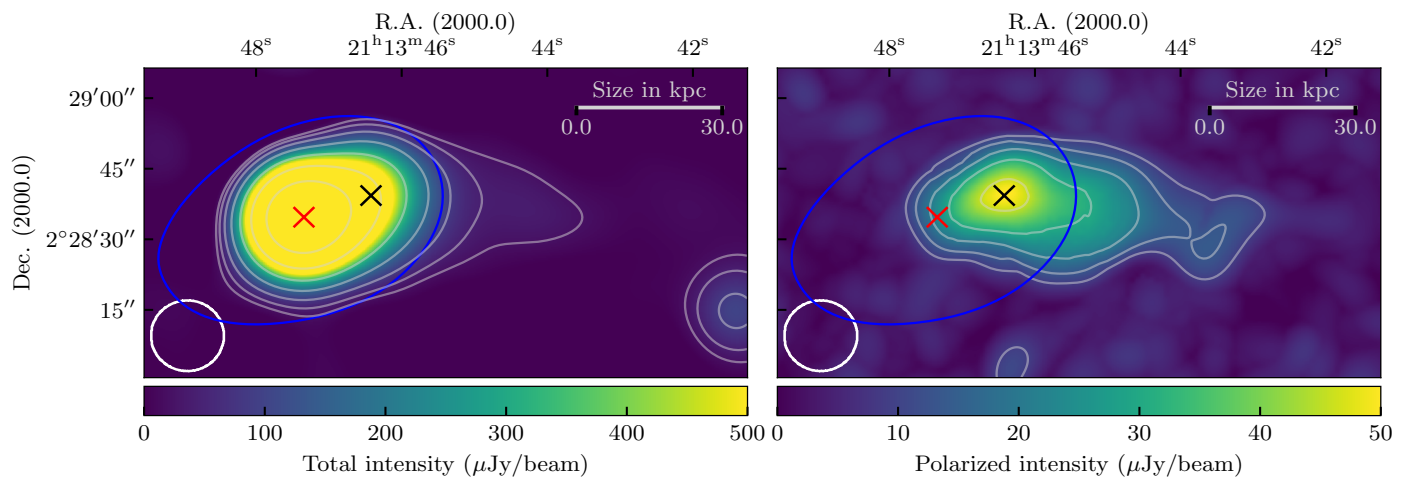 R.A. (2000.0)
48ˢ 21ʰ13ᵐ46ˢ 44ˢ 42ˢ
Dec. (2000.0)
29′00″
45″
2°28′30″
15″
Size in kpc
0.0 30.0
0 100 200 300 400 500
Total intensity (μJy/beam)
R.A. (2000.0)
48ˢ 21ʰ13ᵐ46ˢ 44ˢ 42ˢ
Size in kpc
0.0 30.0
0 10 20 30 40 50
Polarized intensity (μJy/beam)